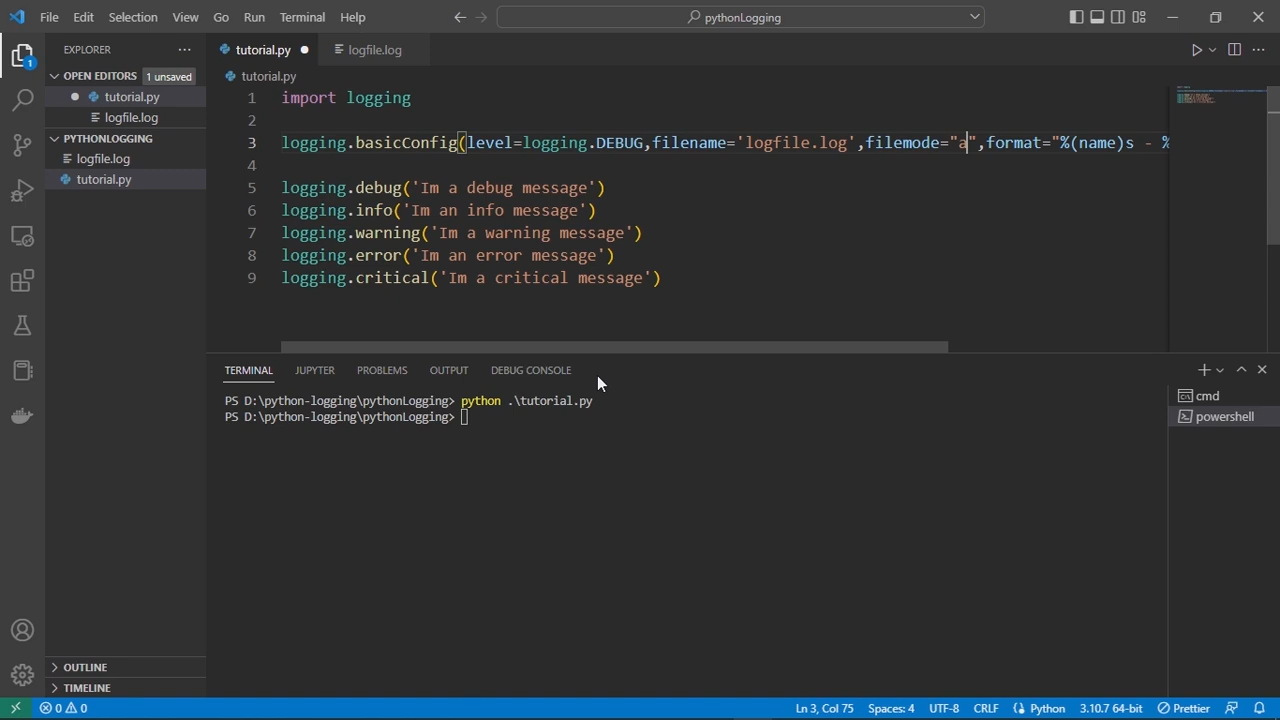 File Edit Selection View Go Run Terminal Help
pythonLogging
EXPLORER
tutorial.py
logfile.log
OPEN EDITORS
1 unsaved
tutorial.py
logfile.log
PYTHONLOGGING
logfile.log
tutorial.py
OUTLINE
TIMELINE
1
tutorial.py
1 import logging
2
3 logging.basicConfig(level=logging.DEBUG,filename='logfile.log',filemode="a",format="%(name)s - %
4
5 logging.debug('Im a debug message')
6 logging.info('Im an info message')
7 logging.warning('Im a warning message')
8 logging.error('Im an error message')
9 logging.critical('Im a critical message')
TERMINAL JUPYTER PROBLEMS OUTPUT DEBUG CONSOLE
PS D:\python-logging\pythonLogging> python .\tutorial.py
PS D:\python-logging\pythonLogging>
cmd
powershell
0 0
Ln 3, Col 75 Spaces: 4 UTF-8 CRLF Python 3.10.7 64-bit Prettier